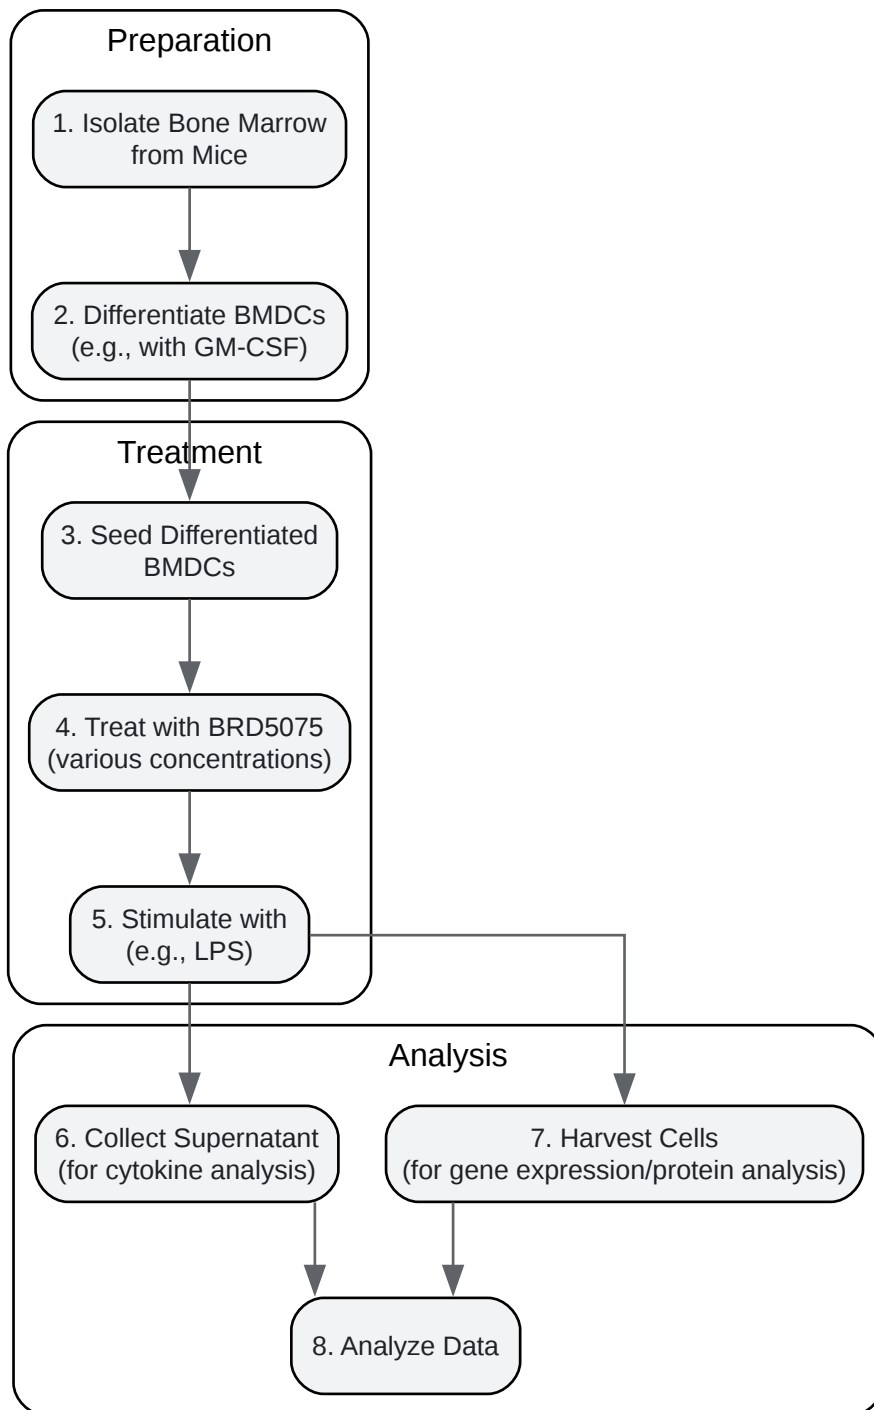 Preparation
1. Isolate Bone Marrow
from Mice
2. Differentiate BMDCs
(e.g., with GM-CSF)
Treatment
3. Seed Differentiated
BMDCs
4. Treat with BRD5075
(various concentrations)
5. Stimulate with
(e.g., LPS)
Analysis
6. Collect Supernatant
(for cytokine analysis)
7. Harvest Cells
(for gene expression/protein analysis)
8. Analyze Data